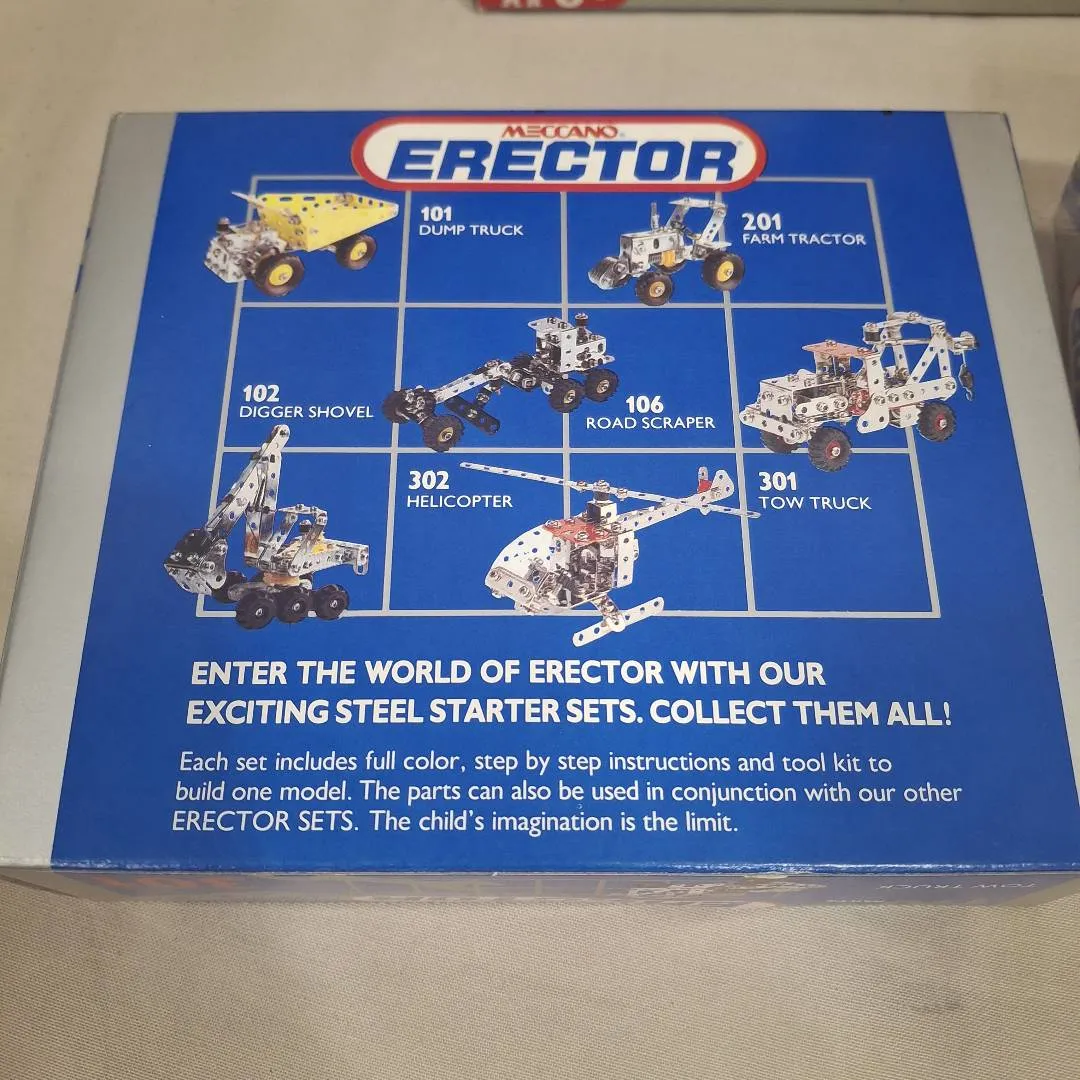 MECCANO
ERECTOR
101
DUMP TRUCK
201
FARM TRACTOR
102
DIGGER SHOVEL
106
ROAD SCRAPER
302
HELICOPTER
301
TOW TRUCK
ENTER THE WORLD OF ERECTOR WITH OUR
EXCITING STEEL STARTER SETS. COLLECT THEM ALL!
Each set includes full color, step by step instructions and tool kit to
build one model. The parts can also be used in conjunction with our other
ERECTOR SETS. The child's imagination is the limit.
TOW TRUCK